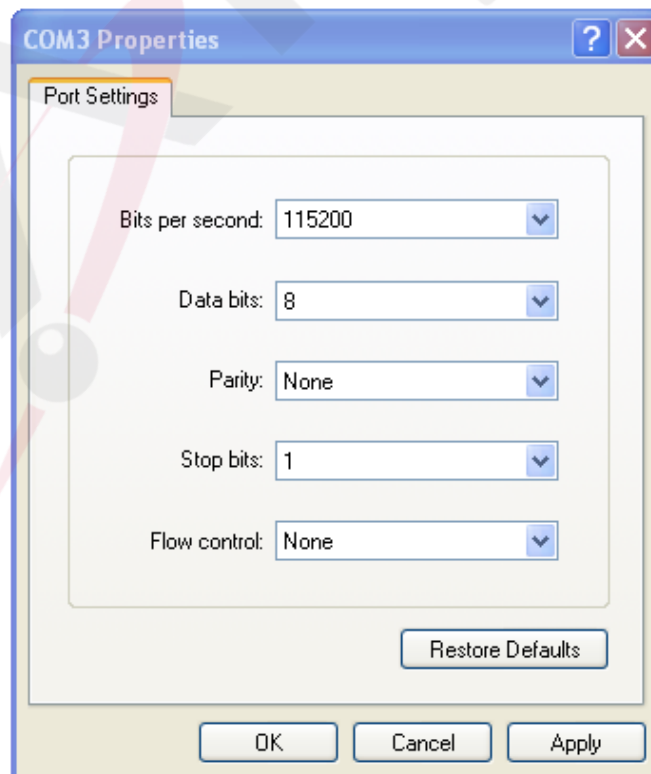 COM3 Properties
Port Settings
Bits per second: 115200
Data bits: 8
Parity: None
Stop bits: 1
Flow control: None
Restore Defaults
OK Cancel Apply